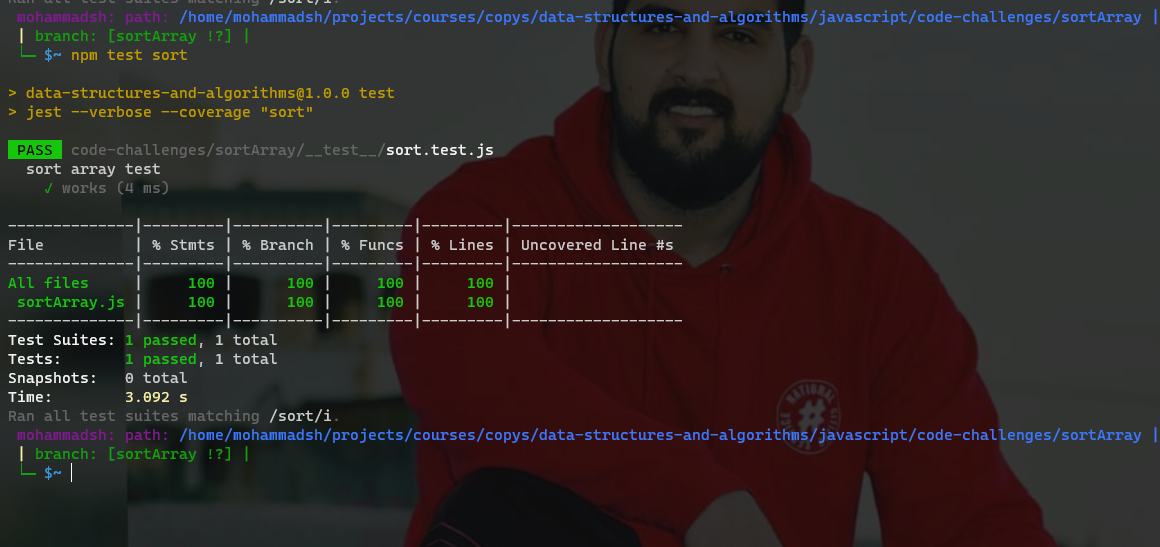 Ran all test suites matching /sort/i.
mohammadsh: path: /home/mohammadsh/projects/courses/copys/data-structures-and-algorithms/javascript/code-challenges/sortArray |
| branch: [sortArray !?] |
└─ $~ npm test sort
> data-structures-and-algorithms@1.0.0 test
> jest --verbose --coverage "sort"
PASS code-challenges/sortArray/__test__/sort.test.js
sort array test
✓ works (4 ms)
--------------|---------|----------|---------|---------|-------------------
File          | % Stmts | % Branch | % Funcs | % Lines | Uncovered Line #s
--------------|---------|----------|---------|---------|-------------------
All files     |     100 |      100 |     100 |     100 |
 sortArray.js |     100 |      100 |     100 |     100 |
--------------|---------|----------|---------|---------|-------------------
Test Suites: 1 passed, 1 total
Tests:       1 passed, 1 total
Snapshots:   0 total
Time:        3.092 s
Ran all test suites matching /sort/i.
mohammadsh: path: /home/mohammadsh/projects/courses/copys/data-structures-and-algorithms/javascript/code-challenges/sortArray |
| branch: [sortArray !?] |
└─ $~
NATIONAL
#